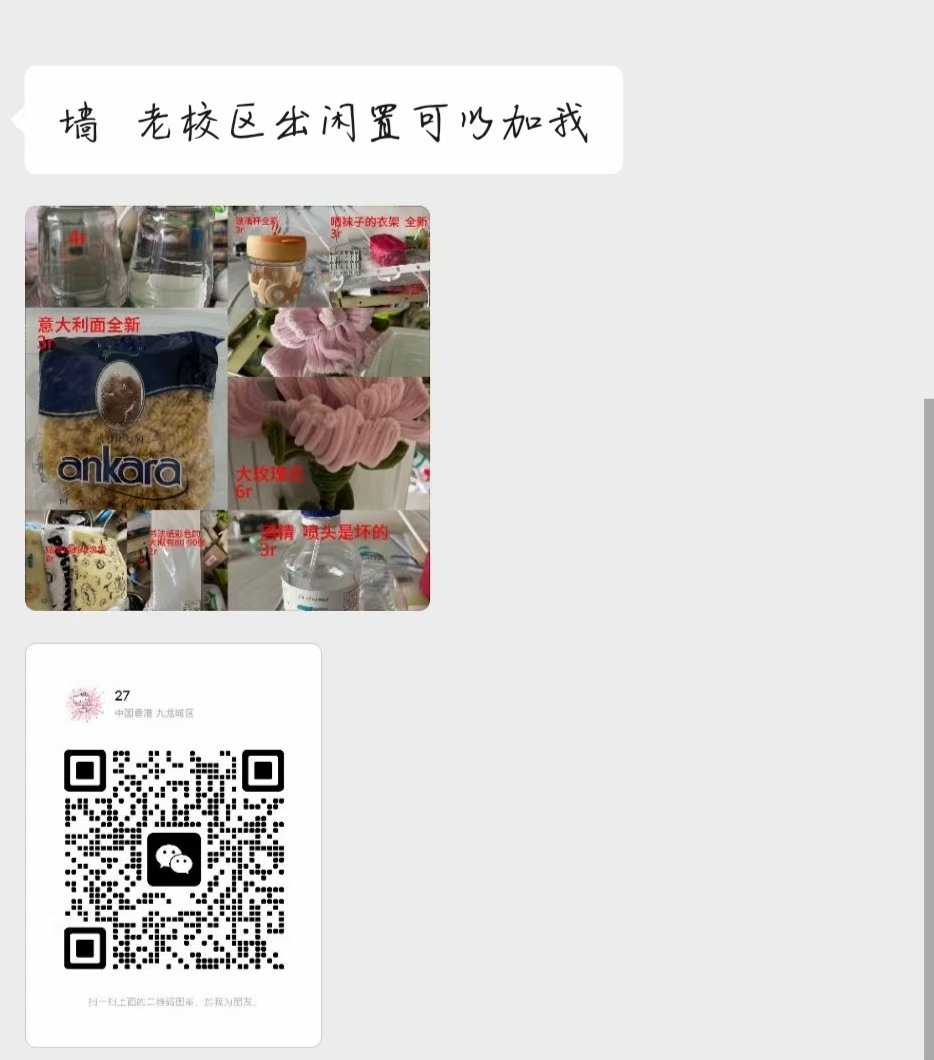 墙 老校区出闲置可以加我
4r
玻璃杯全新
3r
晒袜子的衣架 全新
3r
意大利面全新
3r
ankara
大玫瑰花
6r
酒精 喷头是坏的
3r
27
中国香港 九龙城区
扫一扫上面的二维码图案，加我为朋友。